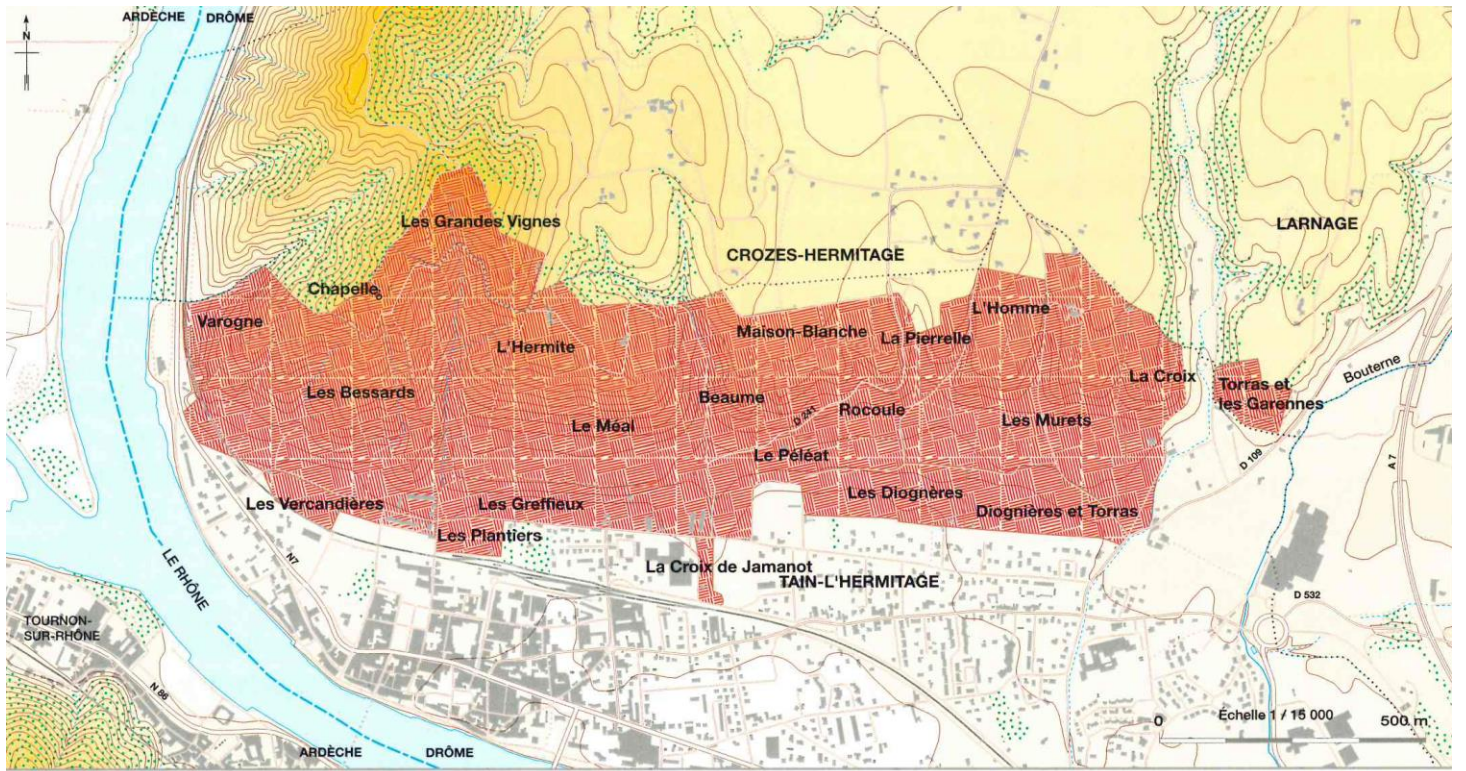 ARDÈCHE
DRÔME
N
Les Grandes Vignes
LARNAGE
CROZES-HERMITAGE
Chapelle
L'Homme
Varogne
Maison-Blanche
La Pierrelle
L'Hermite
Bouterne
La Croix
Torras et
les Garennes
Les Bessards
Beaume
Rocoule
D 241
Les Murets
Le Méal
Le Péléat
D 109
A 7
Les Vercandières
Les Greffieux
Les Diognères
Diognières et Torras
Les Plantiers
N7
La Croix de Jamanot
TAIN-L'HERMITAGE
LE RHÔNE
D 532
TOURNON-
SUR-RHÔNE
N 86
0
Échelle 1 / 15 000
500 m
ARDÈCHE
DRÔME